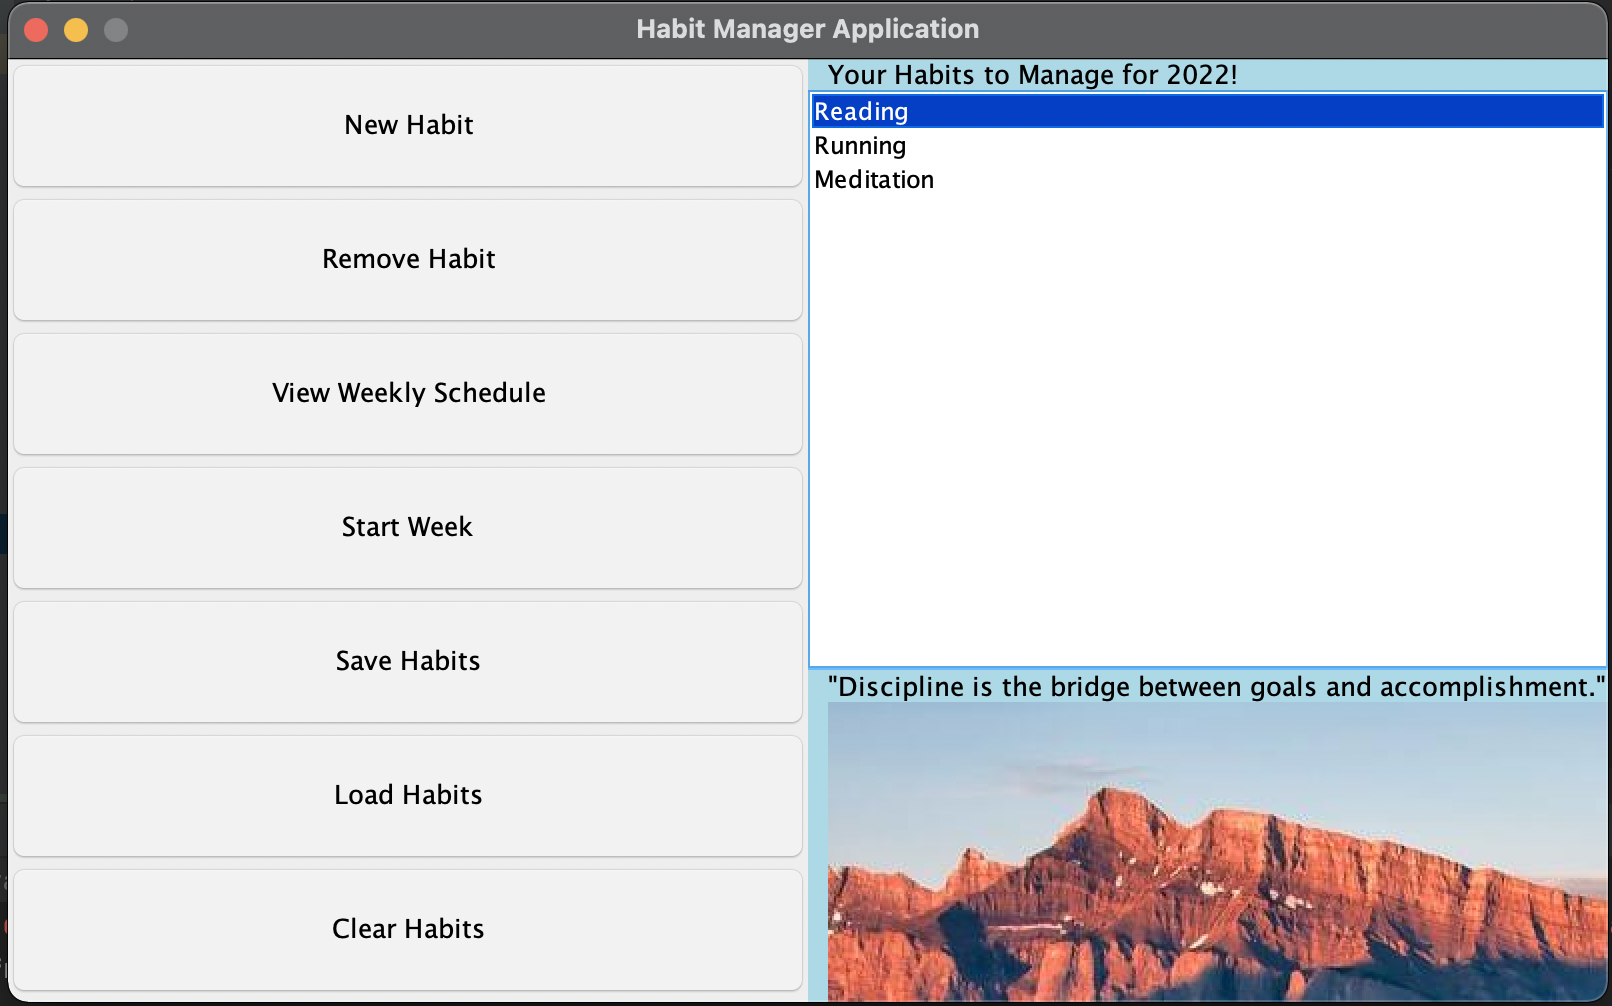 Habit Manager Application
New Habit
Remove Habit
View Weekly Schedule
Start Week
Save Habits
Load Habits
Clear Habits
Your Habits to Manage for 2022!
Reading
Running
Meditation
"Discipline is the bridge between goals and accomplishment."